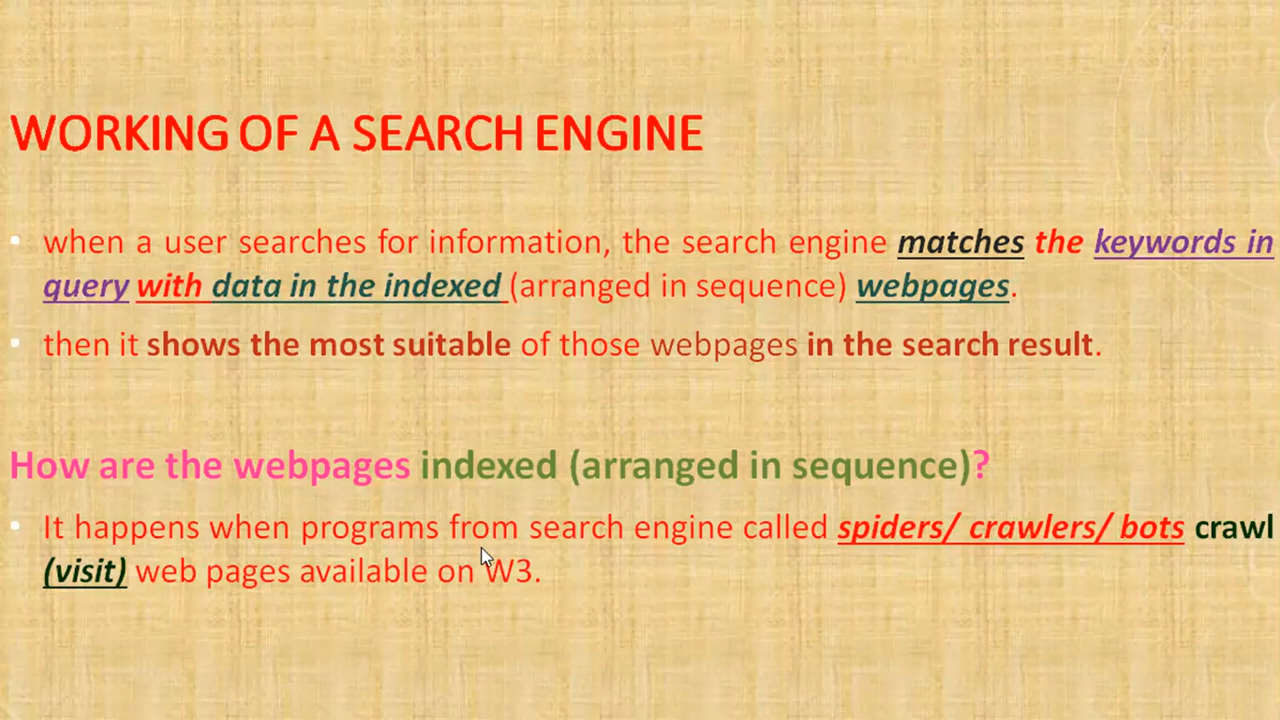 WORKING OF A SEARCH ENGINE
when a user searches for information, the search engine matches the keywords in
query with data in the indexed (arranged in sequence) webpages.
then it shows the most suitable of those webpages in the search result.
How are the webpages indexed (arranged in sequence)?
It happens when programs from search engine called spiders/ crawlers/ bots crawl
(visit) web pages available on W3.